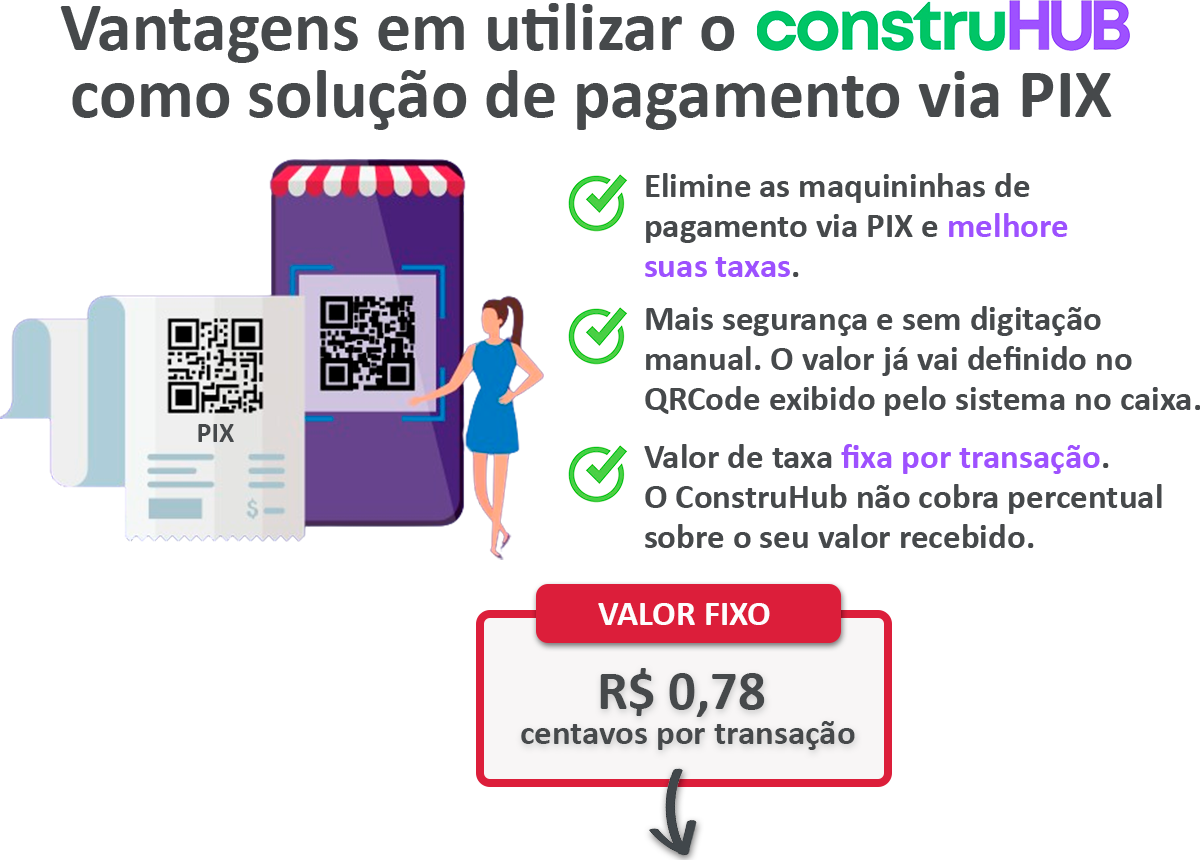 Vantagens em utilizar o construHUB
como solução de pagamento via PIX
Elimine as maquininhas de
pagamento via PIX e melhore
suas taxas.
Mais segurança e sem digitação
manual. O valor já vai definido no
QRCode exibido pelo sistema no caixa.
Valor de taxa fixa por transação.
O ConstruHub não cobra percentual
sobre o seu valor recebido.
PIX
$
VALOR FIXO
R$ 0,78
centavos por transação